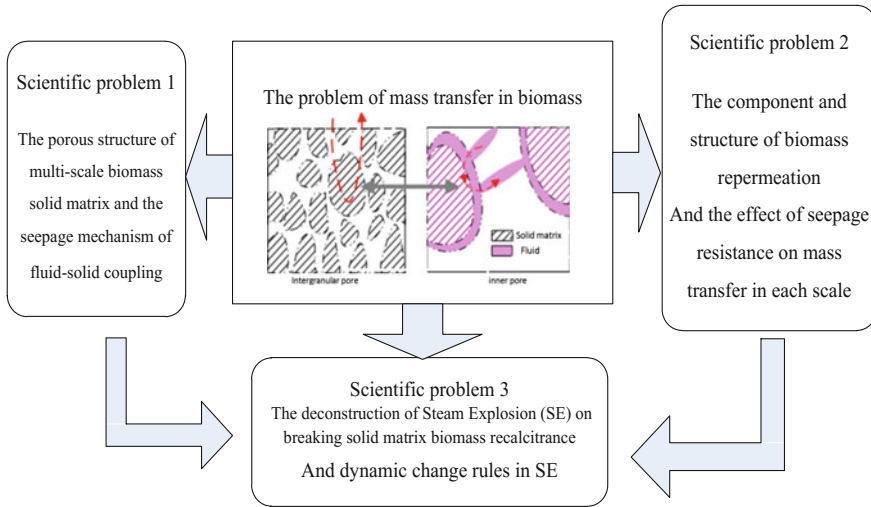 Scientific problem 1
The porous structure of
multi-scale biomass
solid matrix and the
seepage mechanism of
fluid-solid coupling
The problem of mass transfer in biomass
Solid matrix
Fluid
Intergranular pore
inner pore
Scientific problem 2
The component and
structure of biomass
repermeation
And the effect of seepage
resistance on mass
transfer in each scale
Scientific problem 3
The deconstruction of Steam Explosion (SE) on
breaking solid matrix biomass recalcitrance
And dynamic change rules in SE